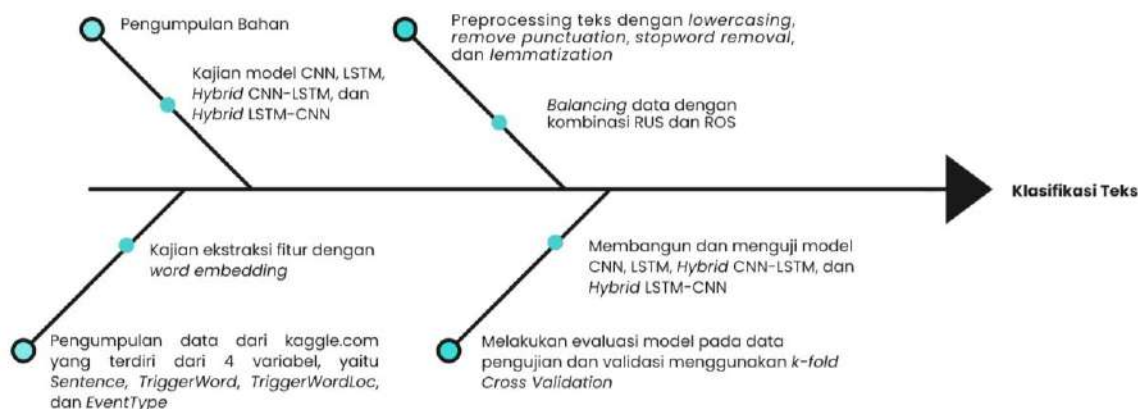 Pengumpulan Bahan
Kajian model CNN, LSTM,
Hybrid CNN-LSTM, dan
Hybrid LSTM-CNN
Preprocessing teks dengan lowercasing,
remove punctuation, stopword removal,
dan lemmatization
Balancing data dengan
kombinasi RUS dan ROS
Klasifikasi Teks
Kajian ekstraksi fitur dengan
word embedding
Pengumpulan data dari kaggle.com
yang terdiri dari 4 variabel, yaitu
Sentence, TriggerWord, TriggerWordLoc,
dan EventType
Membangun dan menguji model
CNN, LSTM, Hybrid CNN-LSTM, dan
Hybrid LSTM-CNN
Melakukan evaluasi model pada data
pengujian dan validasi menggunakan k-fold
Cross Validation